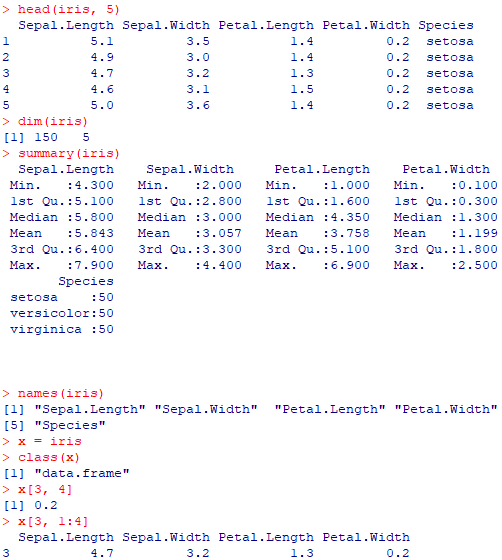 > head(iris, 5)
  Sepal.Length Sepal.Width Petal.Length Petal.Width Species
1          5.1         3.5          1.4         0.2  setosa
2          4.9         3.0          1.4         0.2  setosa
3          4.7         3.2          1.3         0.2  setosa
4          4.6         3.1          1.5         0.2  setosa
5          5.0         3.6          1.4         0.2  setosa
> dim(iris)
[1] 150   5
> summary(iris)
  Sepal.Length    Sepal.Width     Petal.Length    Petal.Width
 Min.   :4.300   Min.   :2.000   Min.   :1.000   Min.   :0.100
 1st Qu.:5.100   1st Qu.:2.800   1st Qu.:1.600   1st Qu.:0.300
 Median :5.800   Median :3.000   Median :4.350   Median :1.300
 Mean   :5.843   Mean   :3.057   Mean   :3.758   Mean   :1.199
 3rd Qu.:6.400   3rd Qu.:3.300   3rd Qu.:5.100   3rd Qu.:1.800
 Max.   :7.900   Max.   :4.400   Max.   :6.900   Max.   :2.500
       Species
 setosa    :50
 versicolor:50
 virginica :50
> names(iris)
[1] "Sepal.Length" "Sepal.Width"  "Petal.Length" "Petal.Width"
[5] "Species"
> x = iris
> class(x)
[1] "data.frame"
> x[3, 4]
[1] 0.2
> x[3, 1:4]
  Sepal.Length Sepal.Width Petal.Length Petal.Width
3          4.7         3.2          1.3         0.2